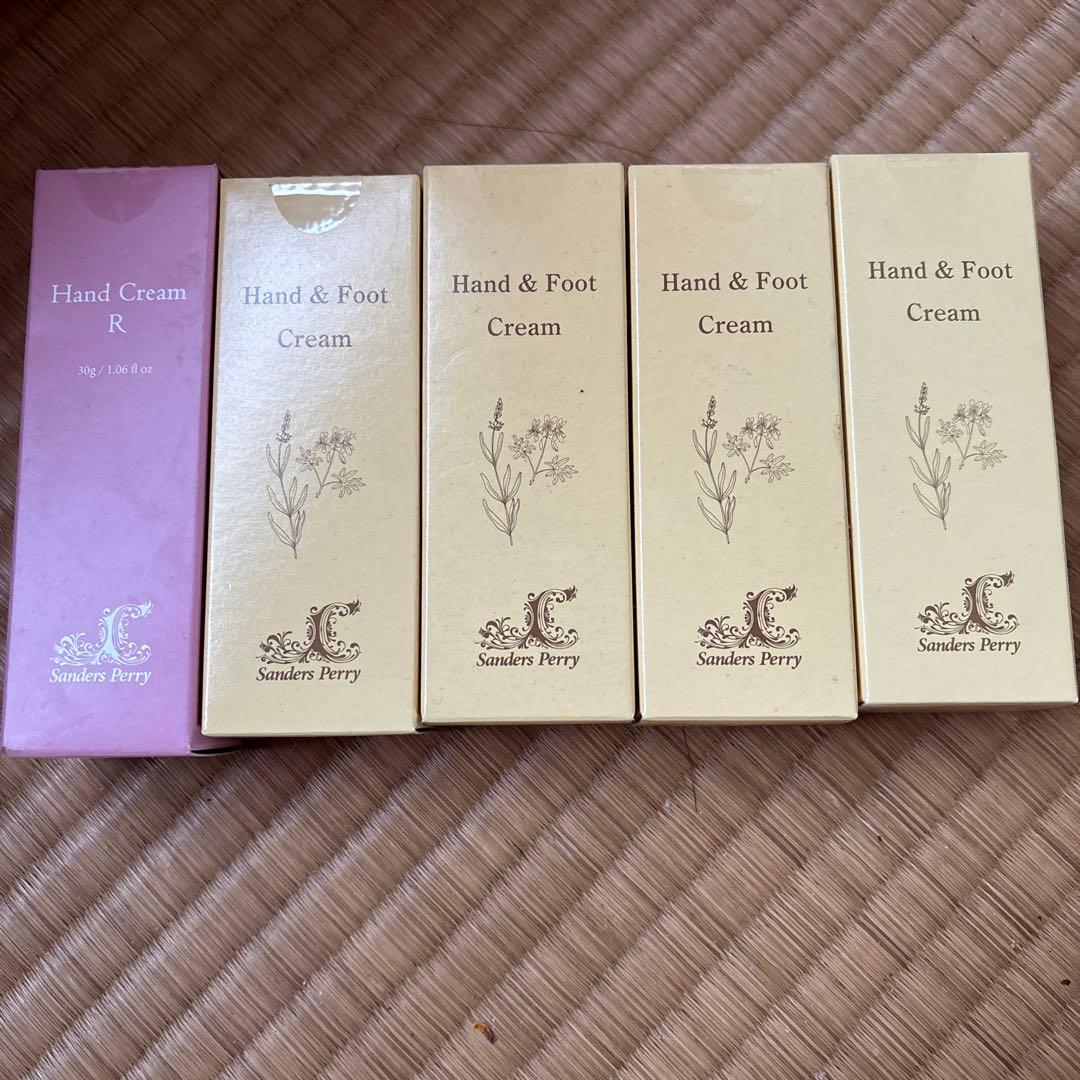 Hand Cream
R
30g / 1.06 fl oz
Sanders Perry
Hand & Foot
Cream
Sanders Perry
Hand & Foot
Cream
Sanders Perry
Hand & Foot
Cream
Sanders Perry
Hand & Foot
Cream
Sanders Perry